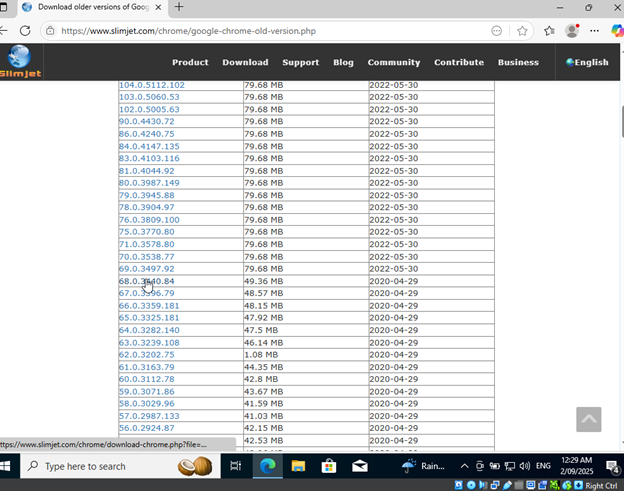 Download older versions of Goog
https://www.slimjet.com/chrome/google-chrome-old-version.php
Slimjet
Product Download Support Blog Community Contribute Business English
104.0.5112.102 79.68 MB 2022-05-30
103.0.5060.53 79.68 MB 2022-05-30
102.0.5005.63 79.68 MB 2022-05-30
90.0.4430.72 79.68 MB 2022-05-30
86.0.4240.75 79.68 MB 2022-05-30
84.0.4147.135 79.68 MB 2022-05-30
83.0.4103.116 79.68 MB 2022-05-30
81.0.4044.92 79.68 MB 2022-05-30
80.0.3987.149 79.68 MB 2022-05-30
79.0.3945.88 79.68 MB 2022-05-30
78.0.3904.97 79.68 MB 2022-05-30
76.0.3809.100 79.68 MB 2022-05-30
75.0.3770.80 79.68 MB 2022-05-30
71.0.3578.80 79.68 MB 2022-05-30
70.0.3538.77 79.68 MB 2022-05-30
69.0.3497.92 79.68 MB 2022-05-30
68.0.3440.84 49.36 MB 2020-04-29
67.0.3396.79 48.57 MB 2020-04-29
66.0.3359.181 48.15 MB 2020-04-29
65.0.3325.181 47.92 MB 2020-04-29
64.0.3282.140 47.5 MB 2020-04-29
63.0.3239.108 46.14 MB 2020-04-29
62.0.3202.75 1.08 MB 2020-04-29
61.0.3163.79 44.35 MB 2020-04-29
60.0.3112.78 42.8 MB 2020-04-29
59.0.3071.86 43.67 MB 2020-04-29
58.0.3029.96 41.59 MB 2020-04-29
57.0.2987.133 41.03 MB 2020-04-29
56.0.2924.87 42.15 MB 2020-04-29
42.53 MB 2020-04-29
ttps://www.slimjet.com/chrome/download-chrome.php?file=...
Type here to search
Rain...
ENG
12:29 AM
2/09/2025
4
Right Ctrl